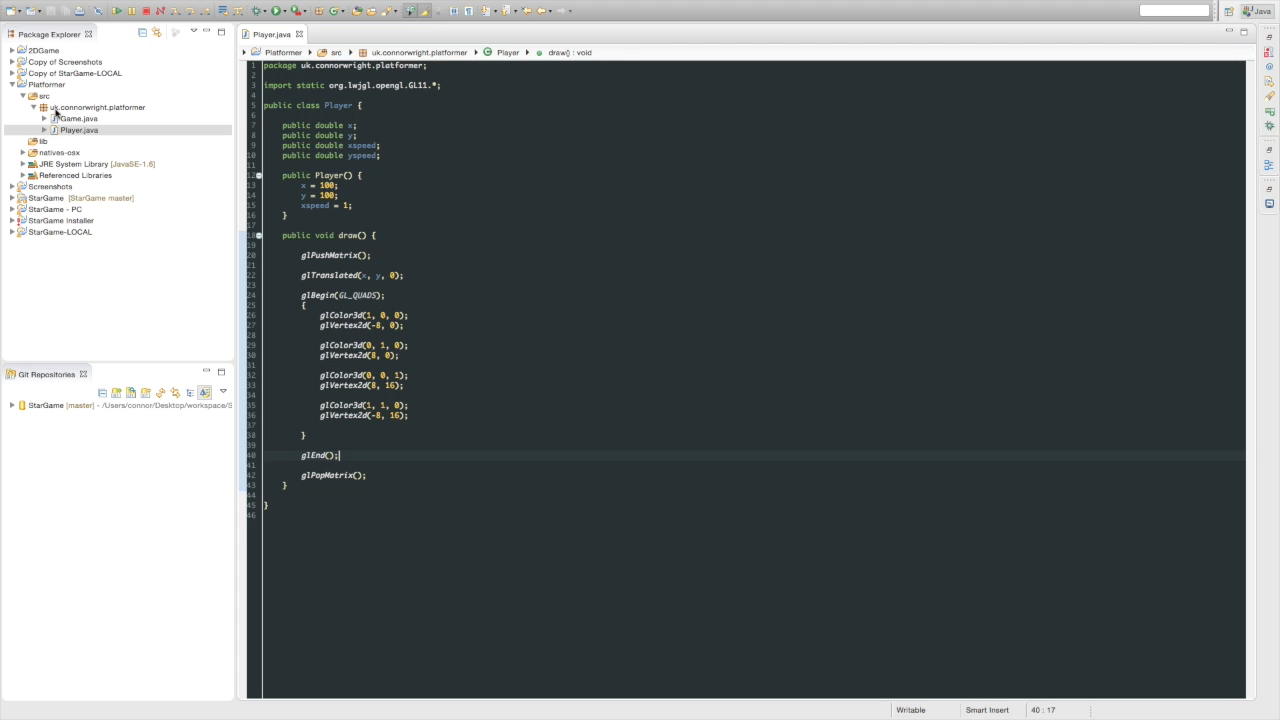 Java
Package Explorer
2DGame
Copy of Screenshots
Copy of StarGame-LOCAL
Platformer
src
uk.connorwright.platformer
Game.java
Player.java
lib
natives-osx
JRE System Library [JavaSE-1.6]
Referenced Libraries
Screenshots
StarGame [StarGame master]
StarGame - PC
StarGame Installer
StarGame-LOCAL
Git Repositories
StarGame [master] - /Users/connor/Desktop/workspace/S
Player.java
Platformer src uk.connorwright.platformer Player draw() : void
1 package uk.connorwright.platformer;
2
3 import static org.lwjgl.opengl.GL11.*;
4
5 public class Player {
6
7 public double x;
8 public double y;
9 public double xspeed;
10 public double yspeed;
11
12 public Player() {
13 x = 100;
14 y = 100;
15 xspeed = 1;
16 }
17
18 public void draw() {
19
20 glPushMatrix();
21
22 glTranslated(x, y, 0);
23
24 glBegin(GL_QUADS);
25 {
26 glColor3d(1, 0, 0);
27 glVertex2d(-8, 0);
28
29 glColor3d(0, 1, 0);
30 glVertex2d(8, 0);
31
32 glColor3d(0, 0, 1);
33 glVertex2d(8, 16);
34
35 glColor3d(1, 1, 0);
36 glVertex2d(-8, 16);
37
38 }
39
40 glEnd();
41
42 glPopMatrix();
43 }
44
45 }
46
Writable Smart Insert 40 : 17